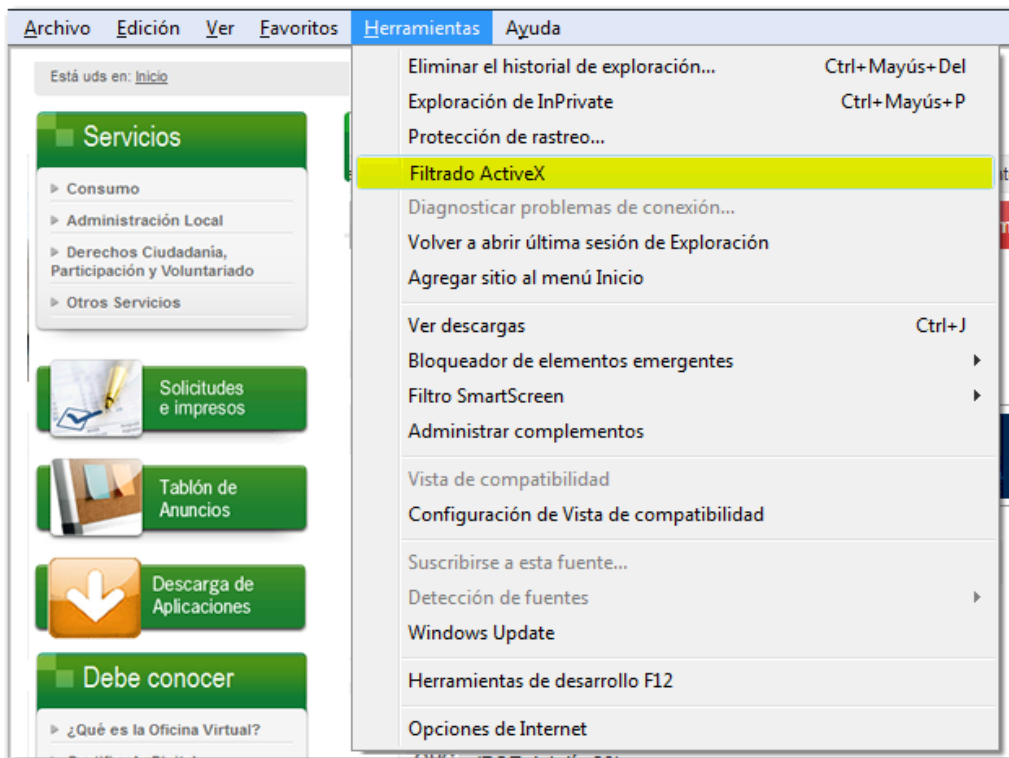 Archivo Edición Ver Favoritos Herramientas Ayuda
Está uds en: Inicio
Servicios
Consumo
Administración Local
Derechos Ciudadanía,
Participación y Voluntariado
Otros Servicios
Solicitudes
e impresos
Tablón de
Anuncios
Descarga de
Aplicaciones
Debe conocer
¿Qué es la Oficina Virtual?
Eliminar el historial de exploración... Ctrl+Mayús+Del
Exploración de InPrivate Ctrl+Mayús+P
Protección de rastreo...
Filtrado ActiveX
Diagnosticar problemas de conexión...
Volver a abrir última sesión de Exploración
Agregar sitio al menú Inicio
Ver descargas Ctrl+J
Bloqueador de elementos emergentes
Filtro SmartScreen
Administrar complementos
Vista de compatibilidad
Configuración de Vista de compatibilidad
Suscribirse a esta fuente...
Detección de fuentes
Windows Update
Herramientas de desarrollo F12
Opciones de Internet